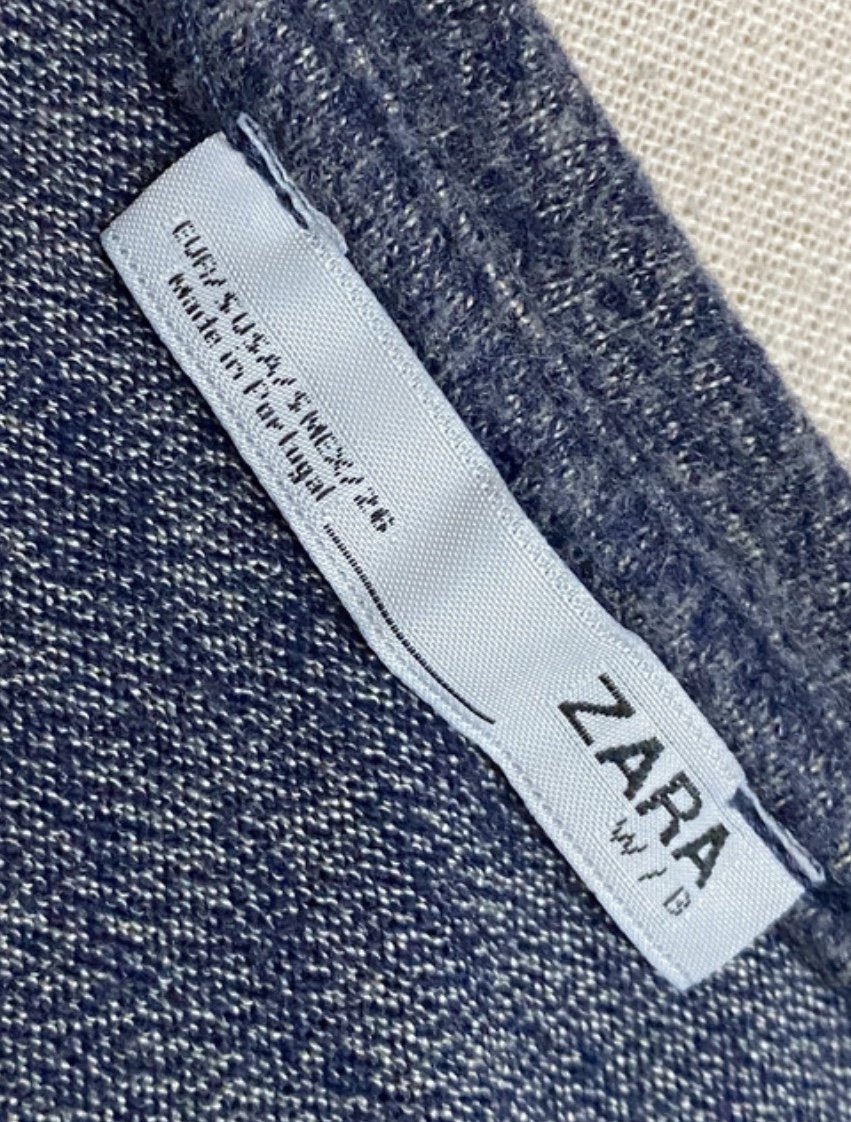 EUR/S USA/S MEX/26
Made in Portugal
ZARA
W / B